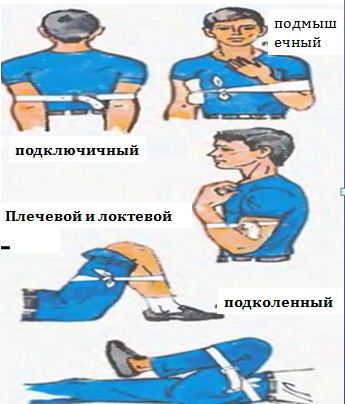 подмыш
ечный
подключичный
Плечевой и локтевой
-
подколенный